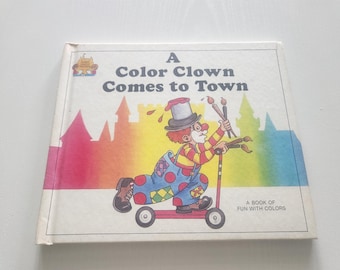 A
Color Clown
Comes to Town
A BOOK OF
FUN WITH COLORS